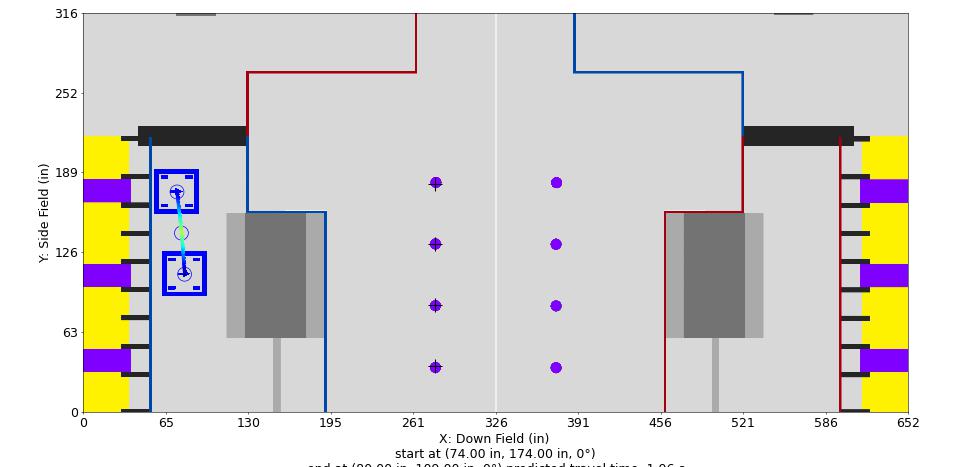 316
252
189
126
63
0
Y: Side Field (in)
0 65 130 195 261 326 391 456 521 586 652
X: Down Field (in)
start at (74.00 in, 174.00 in, 0°)